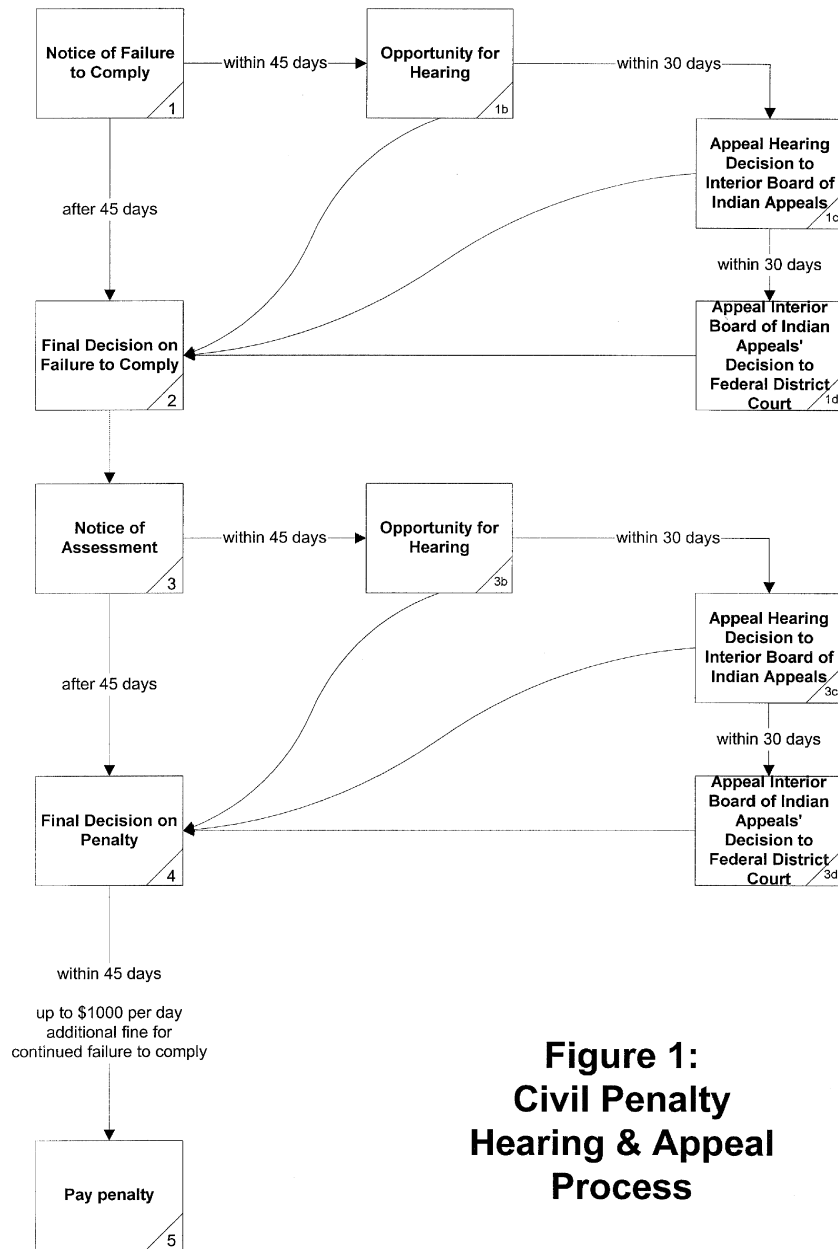 Notice of Failure
to Comply
1
within 45 days
Opportunity for
Hearing
1b
within 30 days
Appeal Hearing
Decision to
Interior Board of
Indian Appeals
1c
after 45 days
within 30 days
Final Decision on
Failure to Comply
2
Appeal Interior
Board of Indian
Appeals'
Decision to
Federal District
Court
1d
Notice of
Assessment
3
within 45 days
Opportunity for
Hearing
3b
within 30 days
Appeal Hearing
Decision to
Interior Board of
Indian Appeals
3c
after 45 days
within 30 days
Final Decision on
Penalty
4
Appeal Interior
Board of Indian
Appeals'
Decision to
Federal District
Court
3d
within 45 days
up to $1000 per day
additional fine for
continued failure to comply
Pay penalty
5
Figure 1:
Civil Penalty
Hearing & Appeal
Process